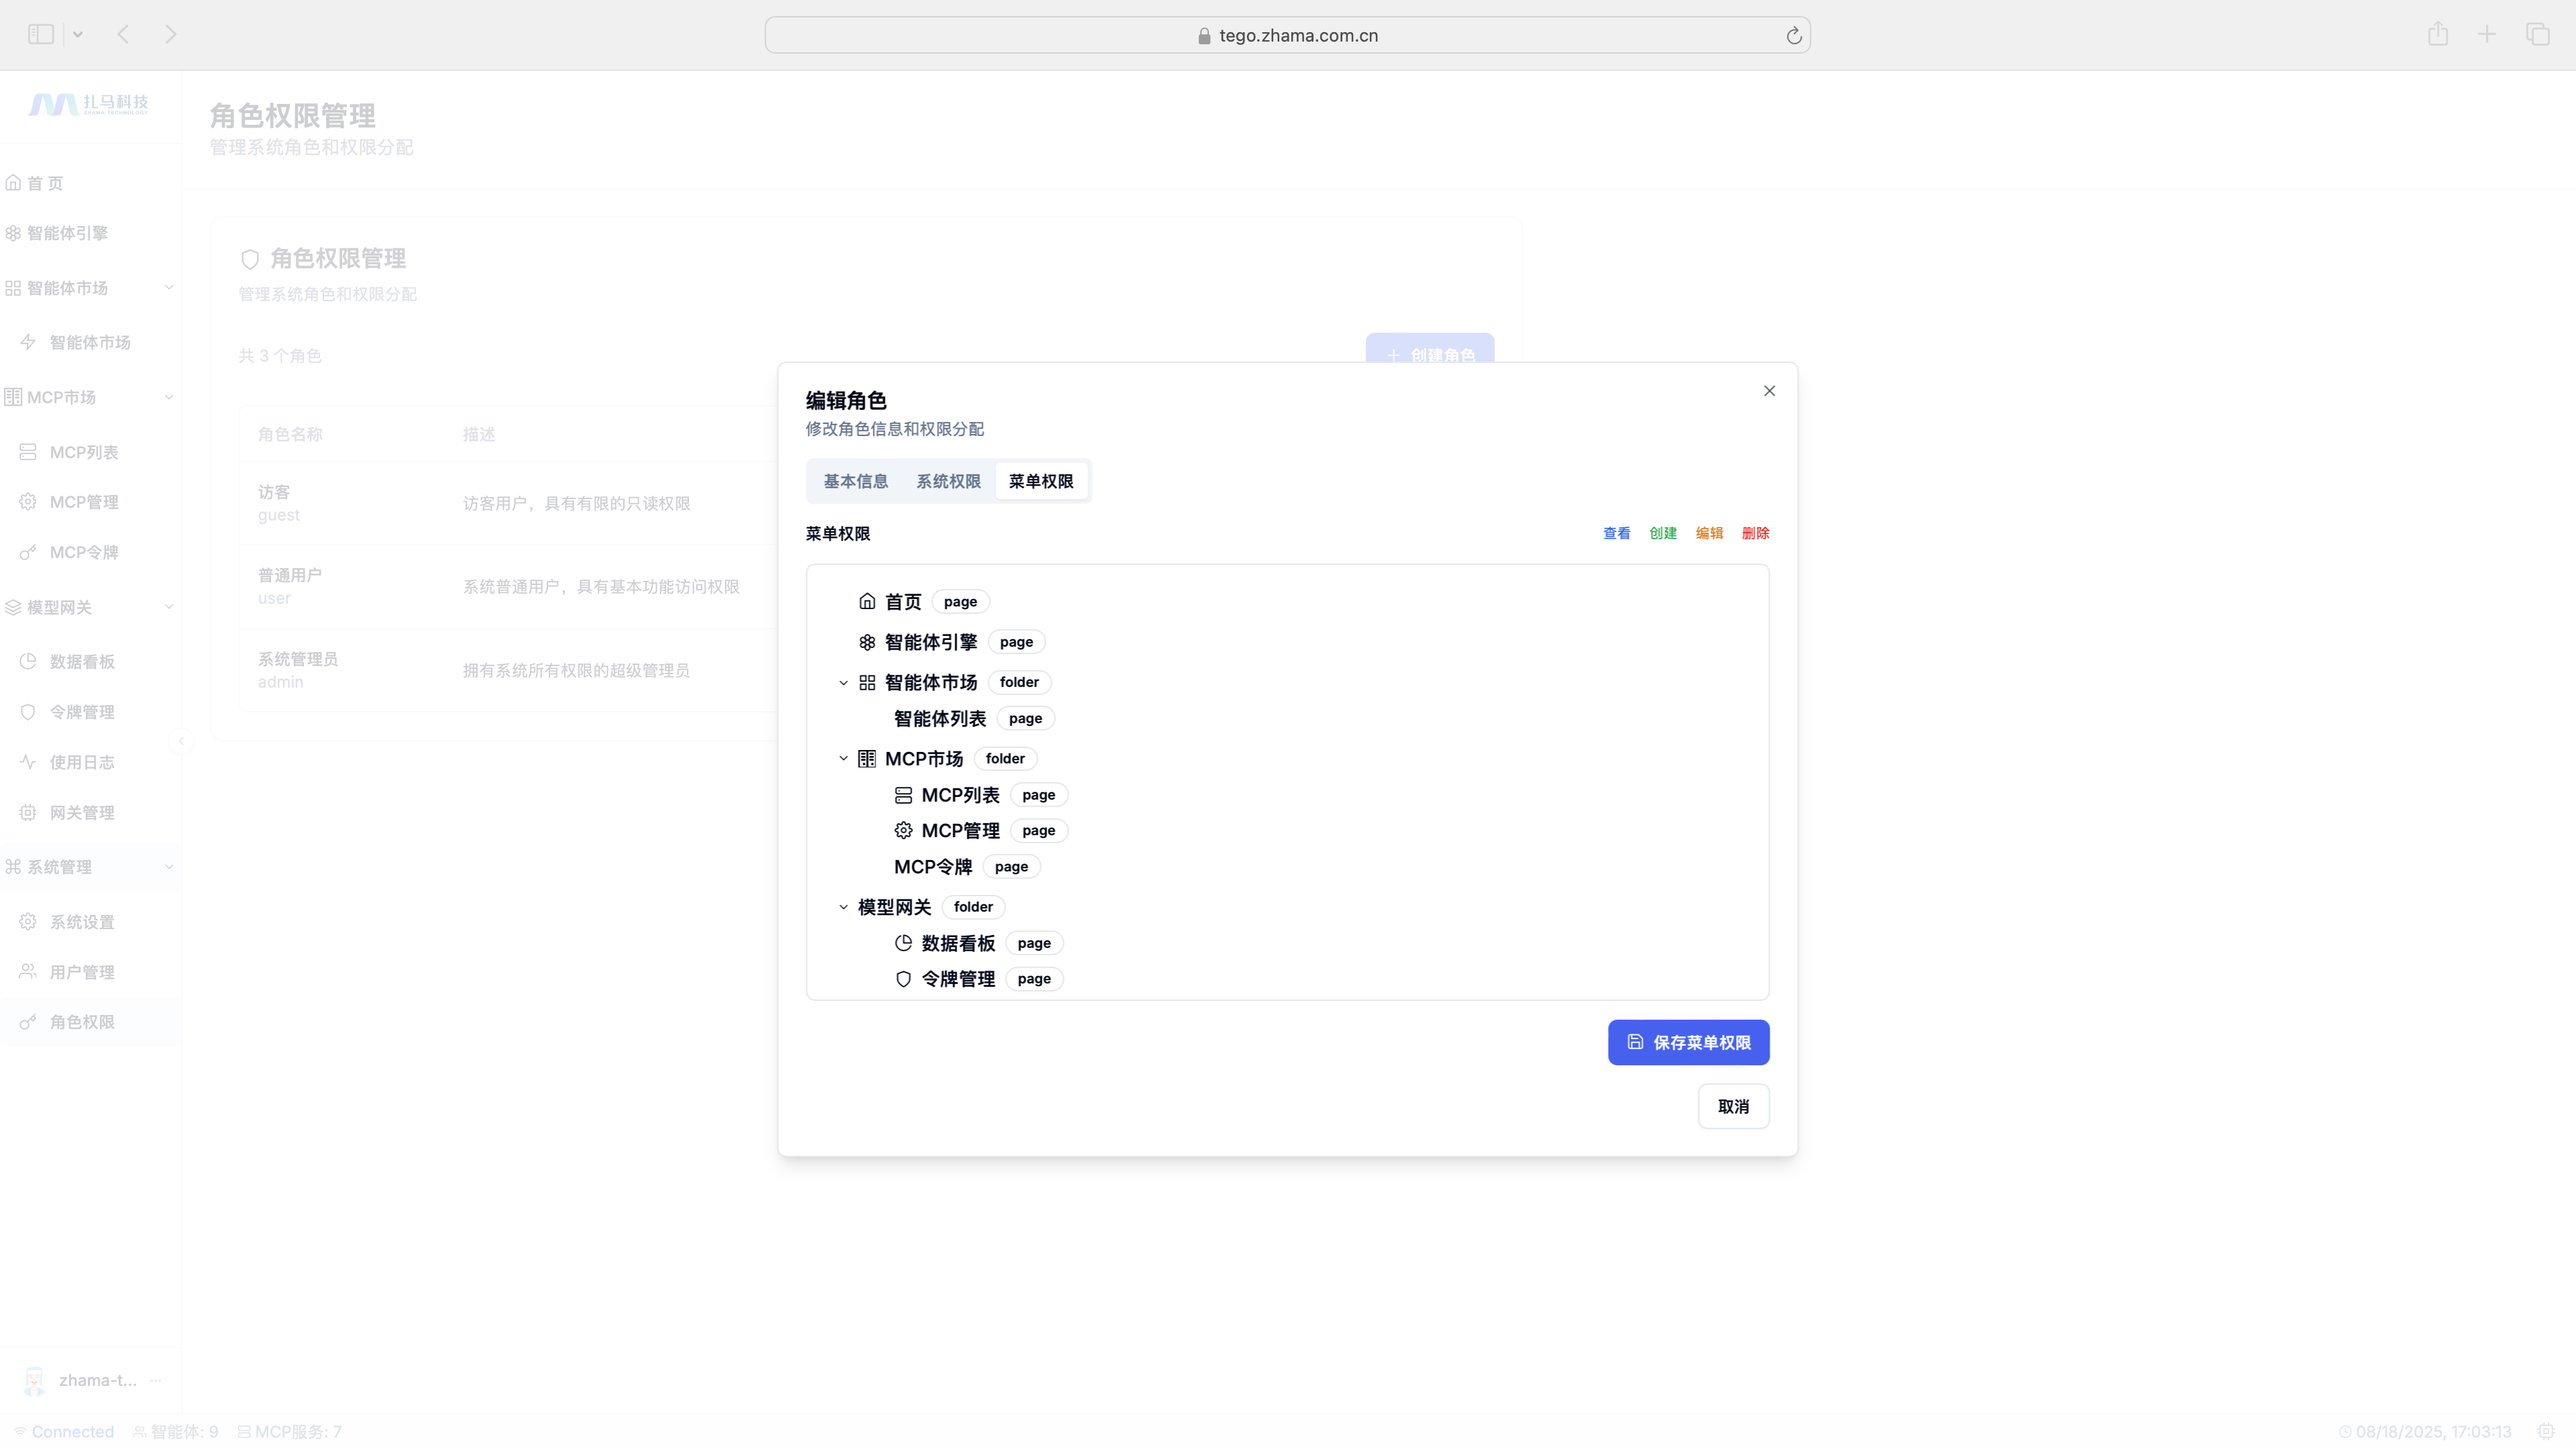 tego.zhama.com.cn
扎马科技
ZHAMA TECHNOLOGY
首 页
智能体引擎
智能体市场
智能体市场
MCP市场
MCP列表
MCP管理
MCP令牌
模型网关
数据看板
令牌管理
使用日志
网关管理
系统管理
系统设置
用户管理
角色权限
zhama-t...
角色权限管理
管理系统角色和权限分配
角色权限管理
管理系统角色和权限分配
共 3 个角色
创建角色
角色名称 描述
访客
guest
访客用户，具有有限的只读权限
普通用户
user
系统普通用户，具有基本功能访问权限
系统管理员
admin
拥有系统所有权限的超级管理员
编辑角色
修改角色信息和权限分配
基本信息 系统权限 菜单权限
菜单权限 查看 创建 编辑 删除
首页 page
智能体引擎 page
智能体市场 folder
智能体列表 page
MCP市场 folder
MCP列表 page
MCP管理 page
MCP令牌 page
模型网关 folder
数据看板 page
令牌管理 page
保存菜单权限
取消
Connected 智能体: 9 MCP服务: 7 08/18/2025, 17:03:13